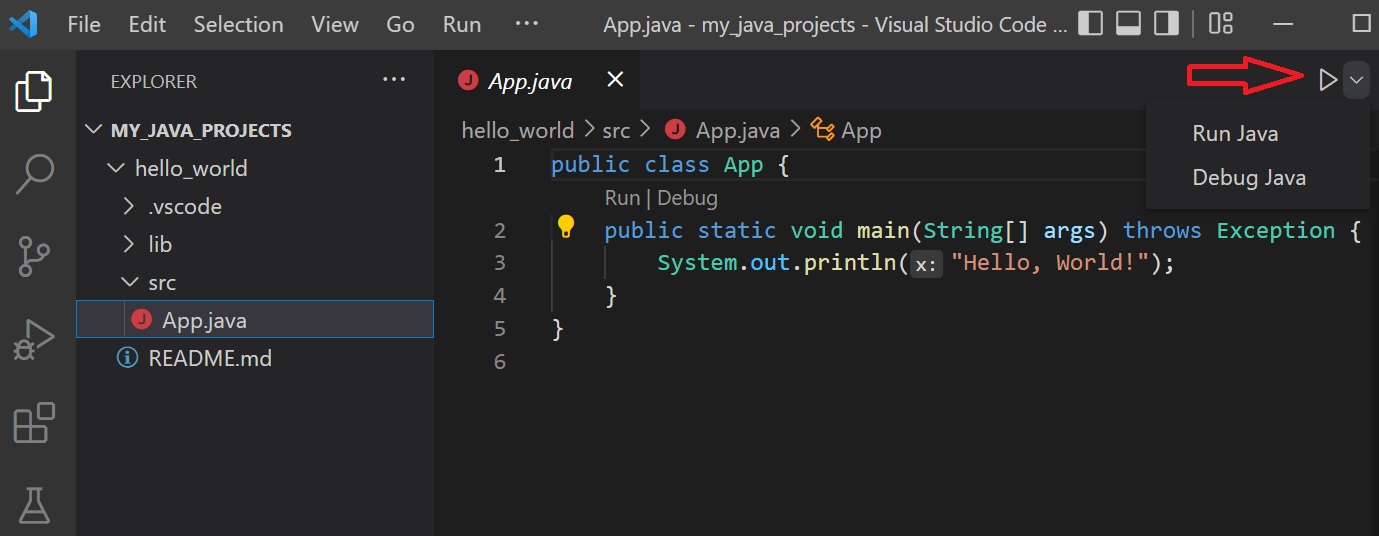 File Edit Selection View Go Run ··· App.java - my_java_projects - Visual Studio Code ...
EXPLORER ···
MY_JAVA_PROJECTS
hello_world
.vscode
lib
src
J App.java
README.md
J App.java
hello_world > src > J App.java > App
Run Java
Debug Java
1 public class App {
Run | Debug
2 public static void main(String[] args) throws Exception {
3 System.out.println(x: "Hello, World!");
4 }
5 }
6